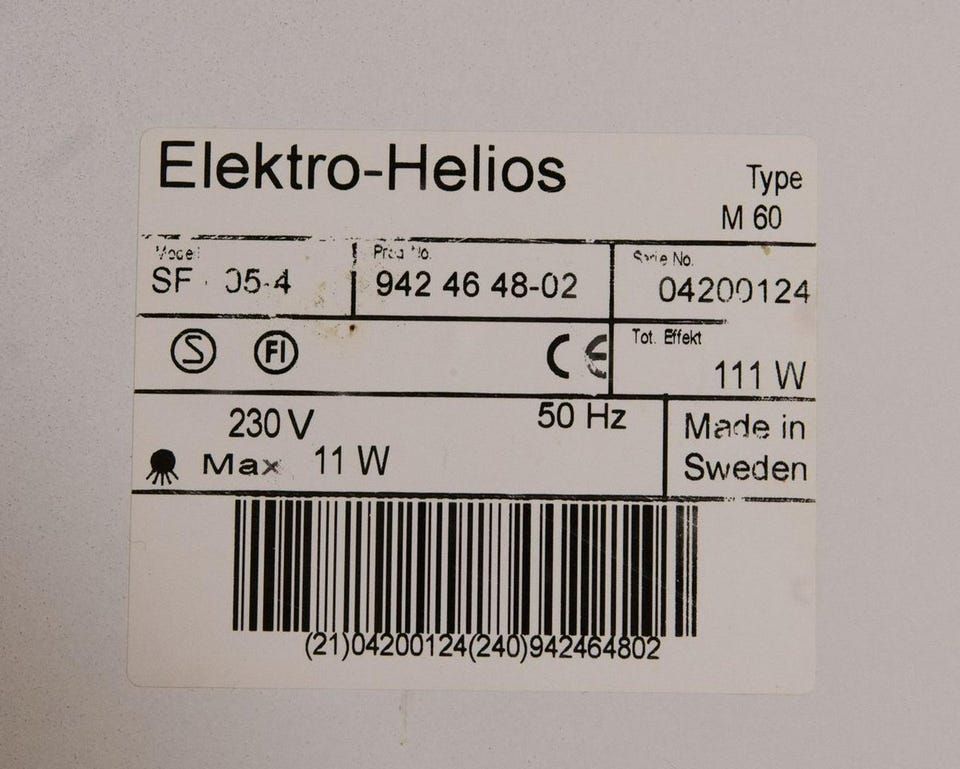 Elektro-Helios
Type
M 60
Model
SF 05-4
Prod No.
942 46 48-02
Serie No.
04200124
S
FI
CE
Tot. Effekt
111 W
230 V
50 Hz
Max 11 W
Made in
Sweden
(21)04200124(240)942464802